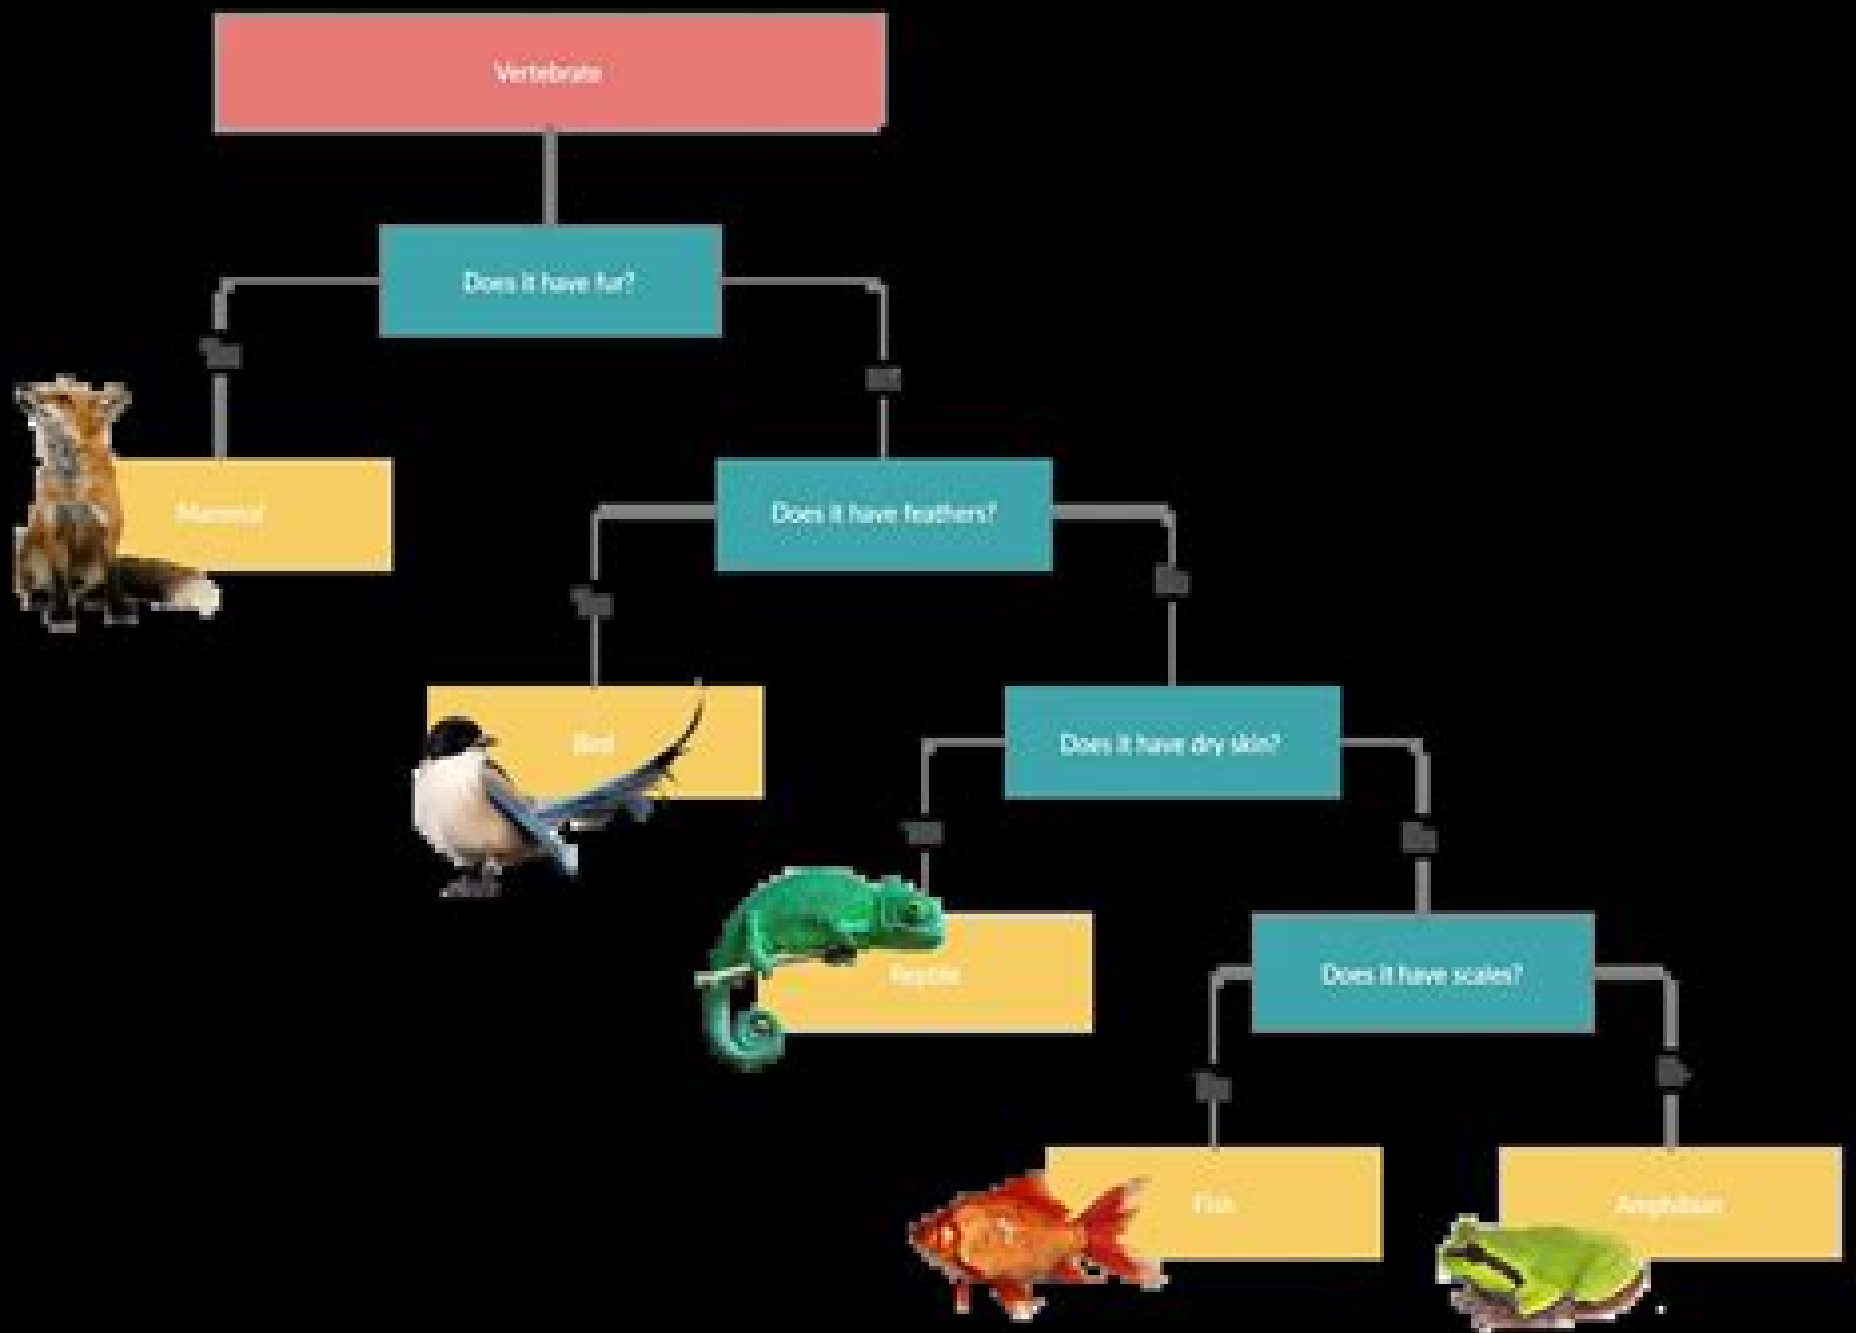 Vertebrate
Does it have fur?
Mammal
Does it have feathers?
Bird
Does it have dry skin?
Reptile
Does it have scales?
Fish
Amphibian